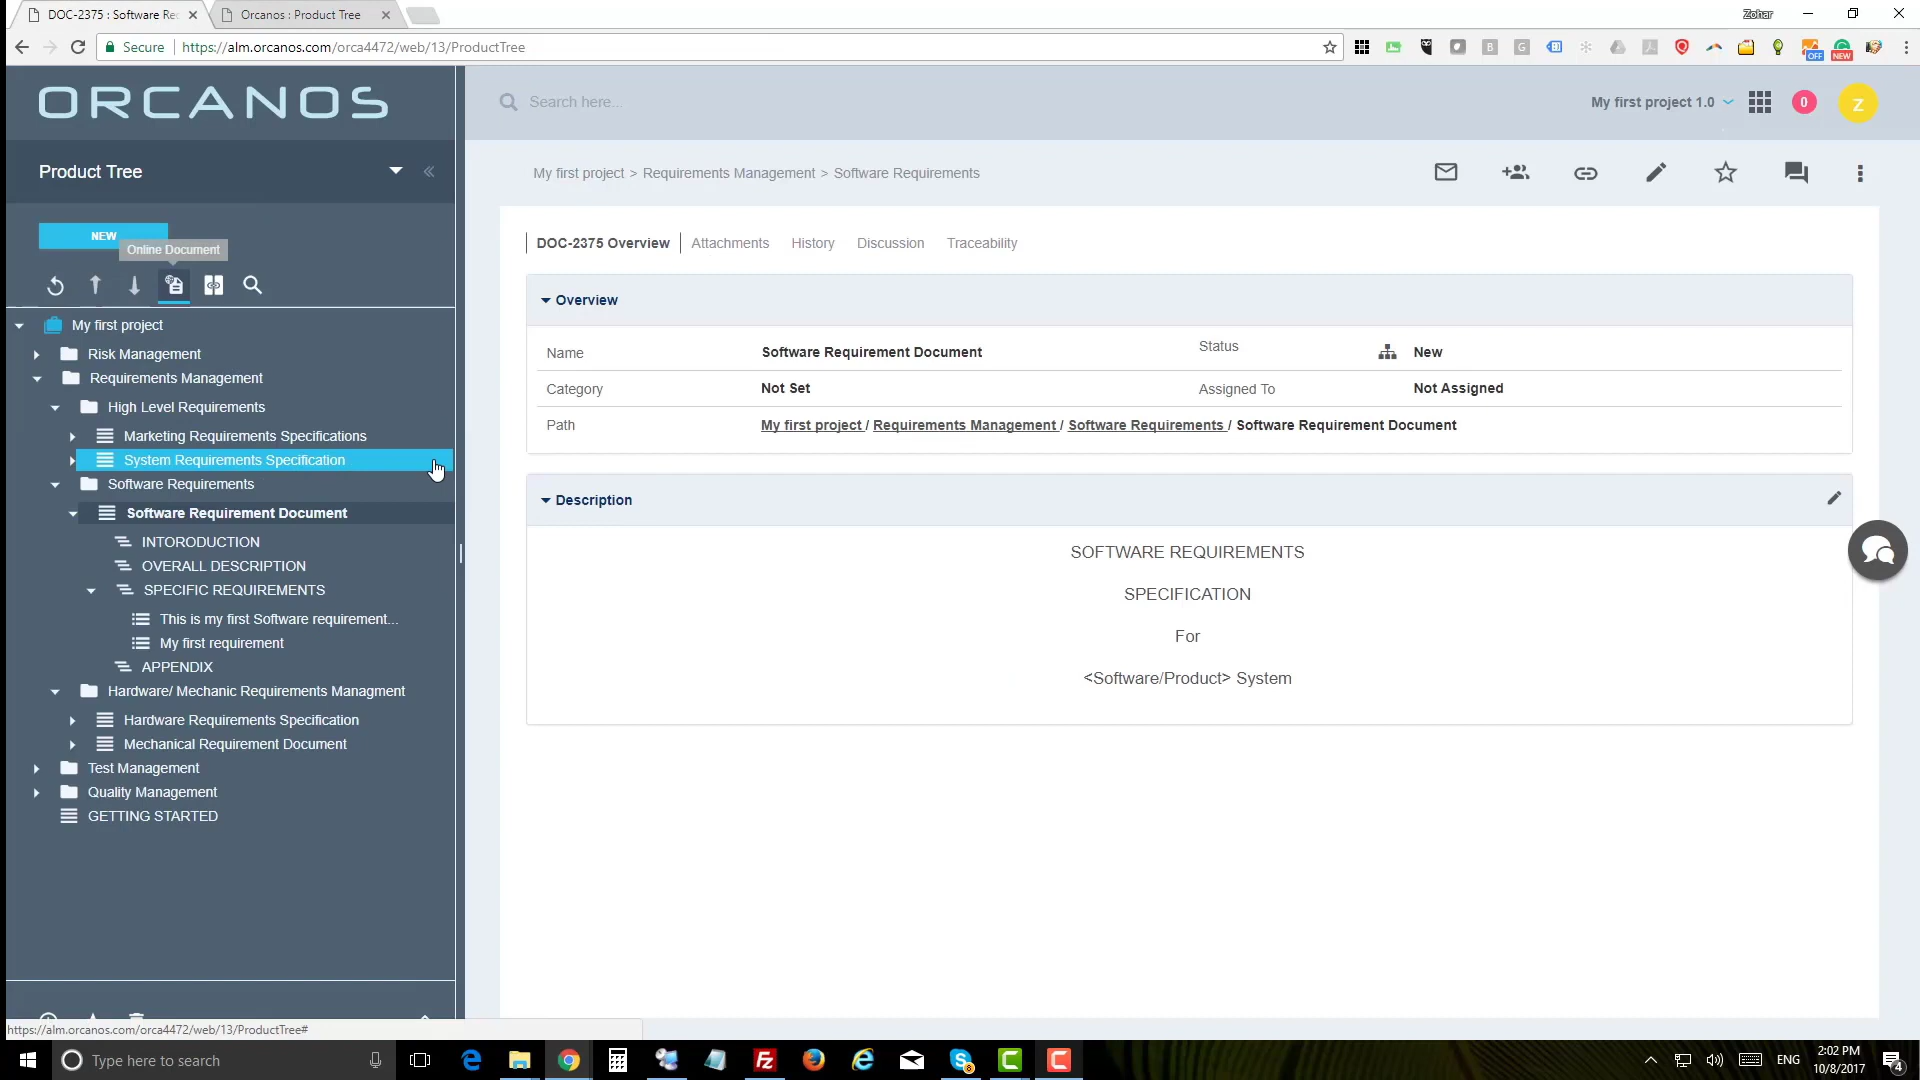 DOC-2375 : Software Rec
Orcanos : Product Tree
Zohar
Secure
https://alm.orcanos.com/orca4472/web/13/ProductTree
B
G
OFF
NEW
ORCANOS
Search here...
My first project 1.0
0
Z
Product Tree
My first project > Requirements Management > Software Requirements
NEW
Online Document
DOC-2375 Overview
Attachments
History
Discussion
Traceability
Overview
Name
Software Requirement Document
Status
New
Category
Not Set
Assigned To
Not Assigned
Path
My first project / Requirements Management / Software Requirements / Software Requirement Document
Description
SOFTWARE REQUIREMENTS
SPECIFICATION
For
<Software/Product> System
My first project
Risk Management
Requirements Management
High Level Requirements
Marketing Requirements Specifications
System Requirements Specification
Software Requirements
Software Requirement Document
INTORODUCTION
OVERALL DESCRIPTION
SPECIFIC REQUIREMENTS
This is my first Software requirement...
My first requirement
APPENDIX
Hardware/ Mechanic Requirements Managment
Hardware Requirements Specification
Mechanical Requirement Document
Test Management
Quality Management
GETTING STARTED
https://alm.orcanos.com/orca4472/web/13/ProductTree#
Type here to search
8
ENG
2:02 PM
10/8/2017
4